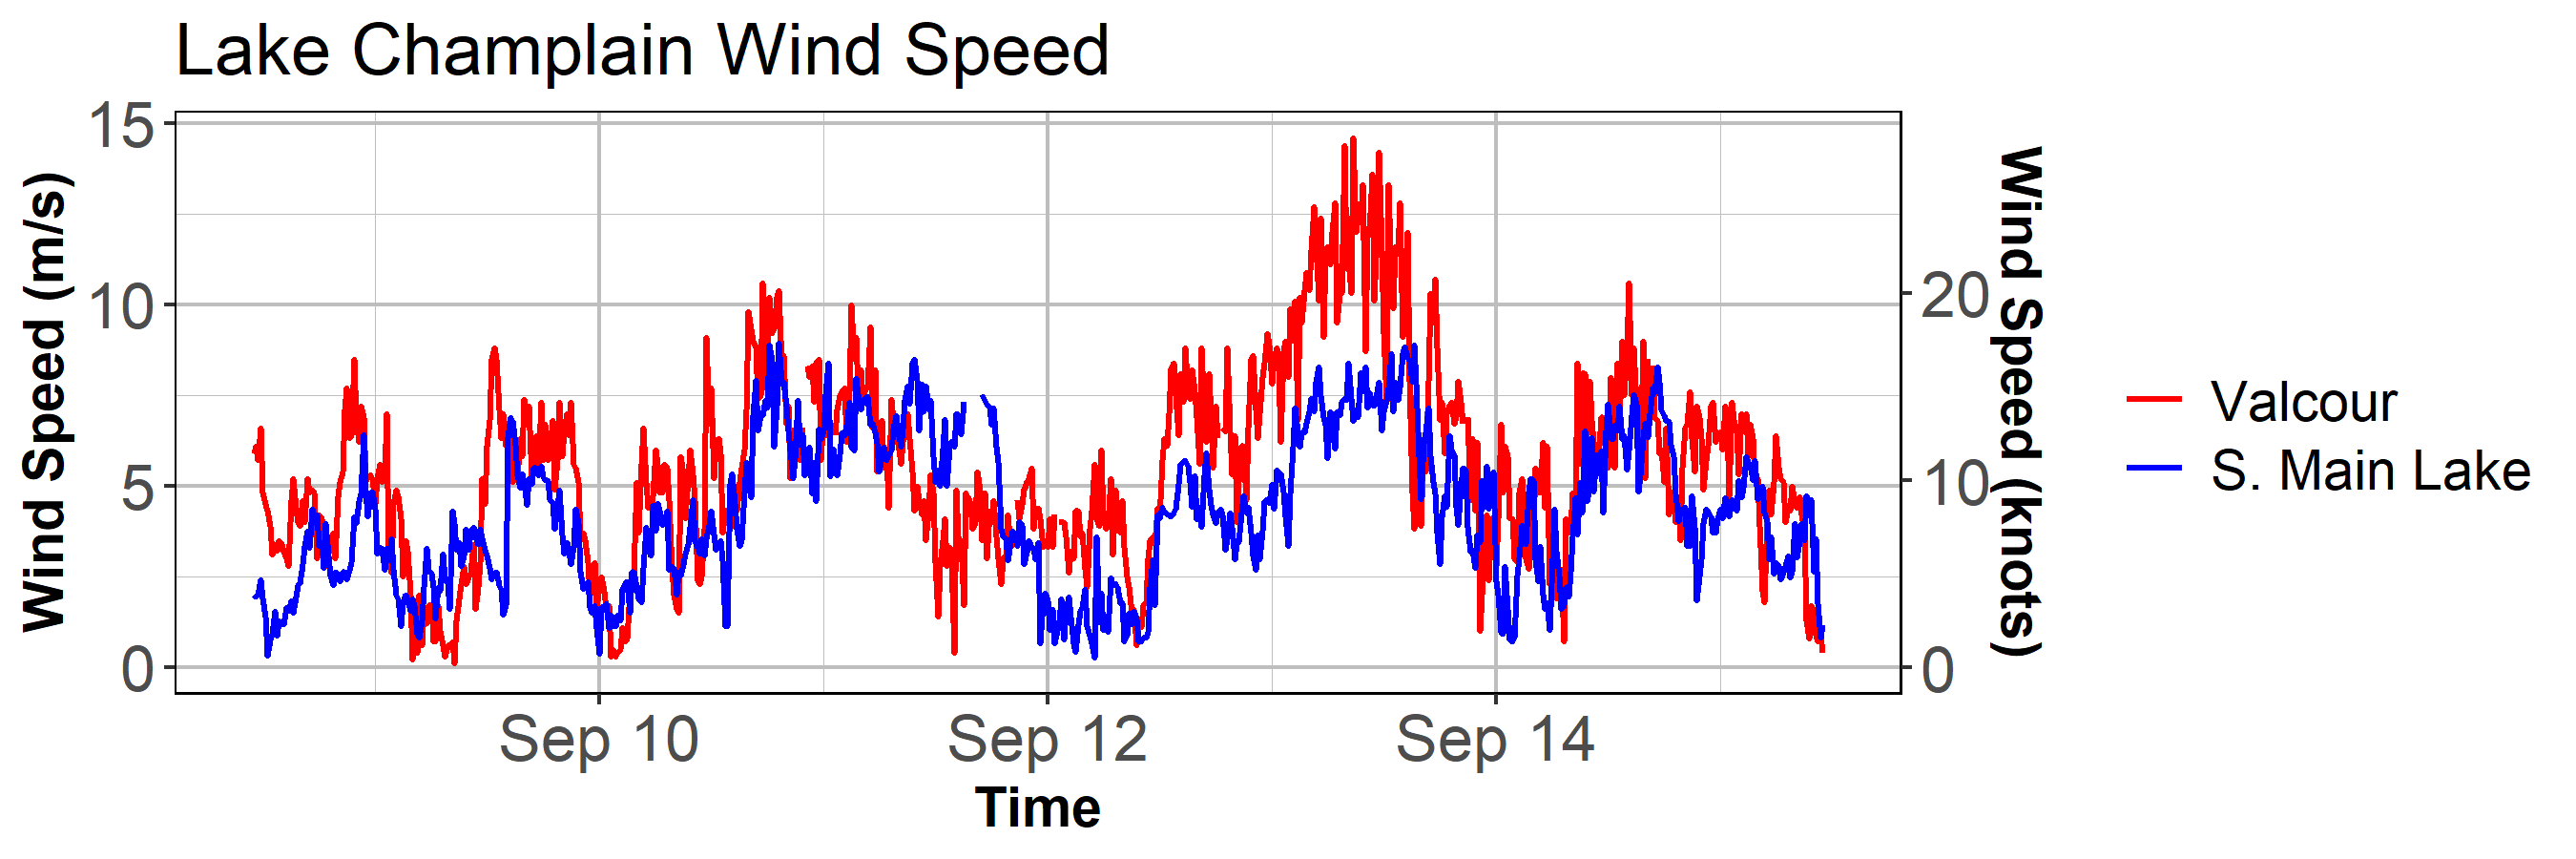 Lake Champlain Wind Speed
15
10
5
0
Wind Speed (m/s)
20
10
0
Wind Speed (knots)
Sep 10
Sep 12
Sep 14
Time
Valcour
S. Main Lake